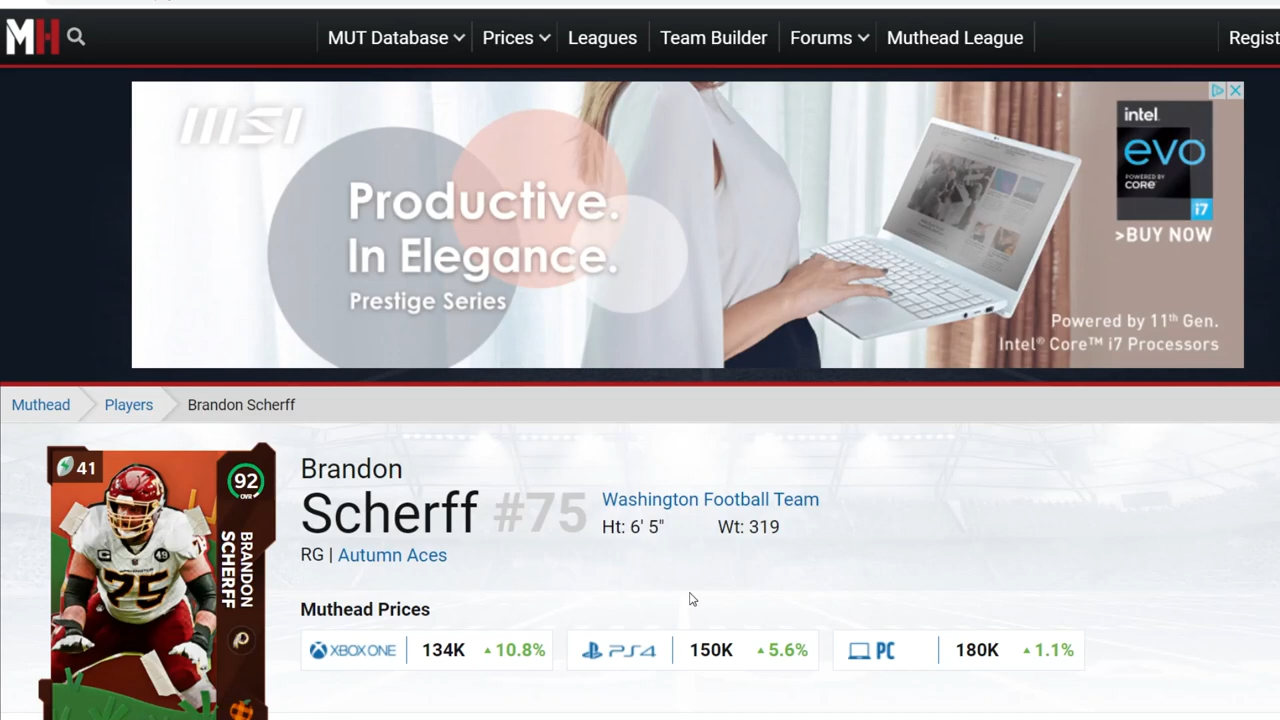 MH
MUT Database
Prices
Leagues
Team Builder
Forums
Muthead League
Regist
msi
Productive.
In Elegance.
Prestige Series
intel
evo
POWERED BY
CORE
i7
>BUY NOW
Powered by 11th Gen.
Intel® Core™ i7 Processors
Muthead
Players
Brandon Scherff
41
92
OVR
BRANDON
SCHERFF
75
Brandon
Scherff #75
Washington Football Team
Ht: 6' 5" Wt: 319
RG | Autumn Aces
Muthead Prices
XBOX ONE 134K 10.8%
PS4 150K 5.6%
PC 180K 1.1%